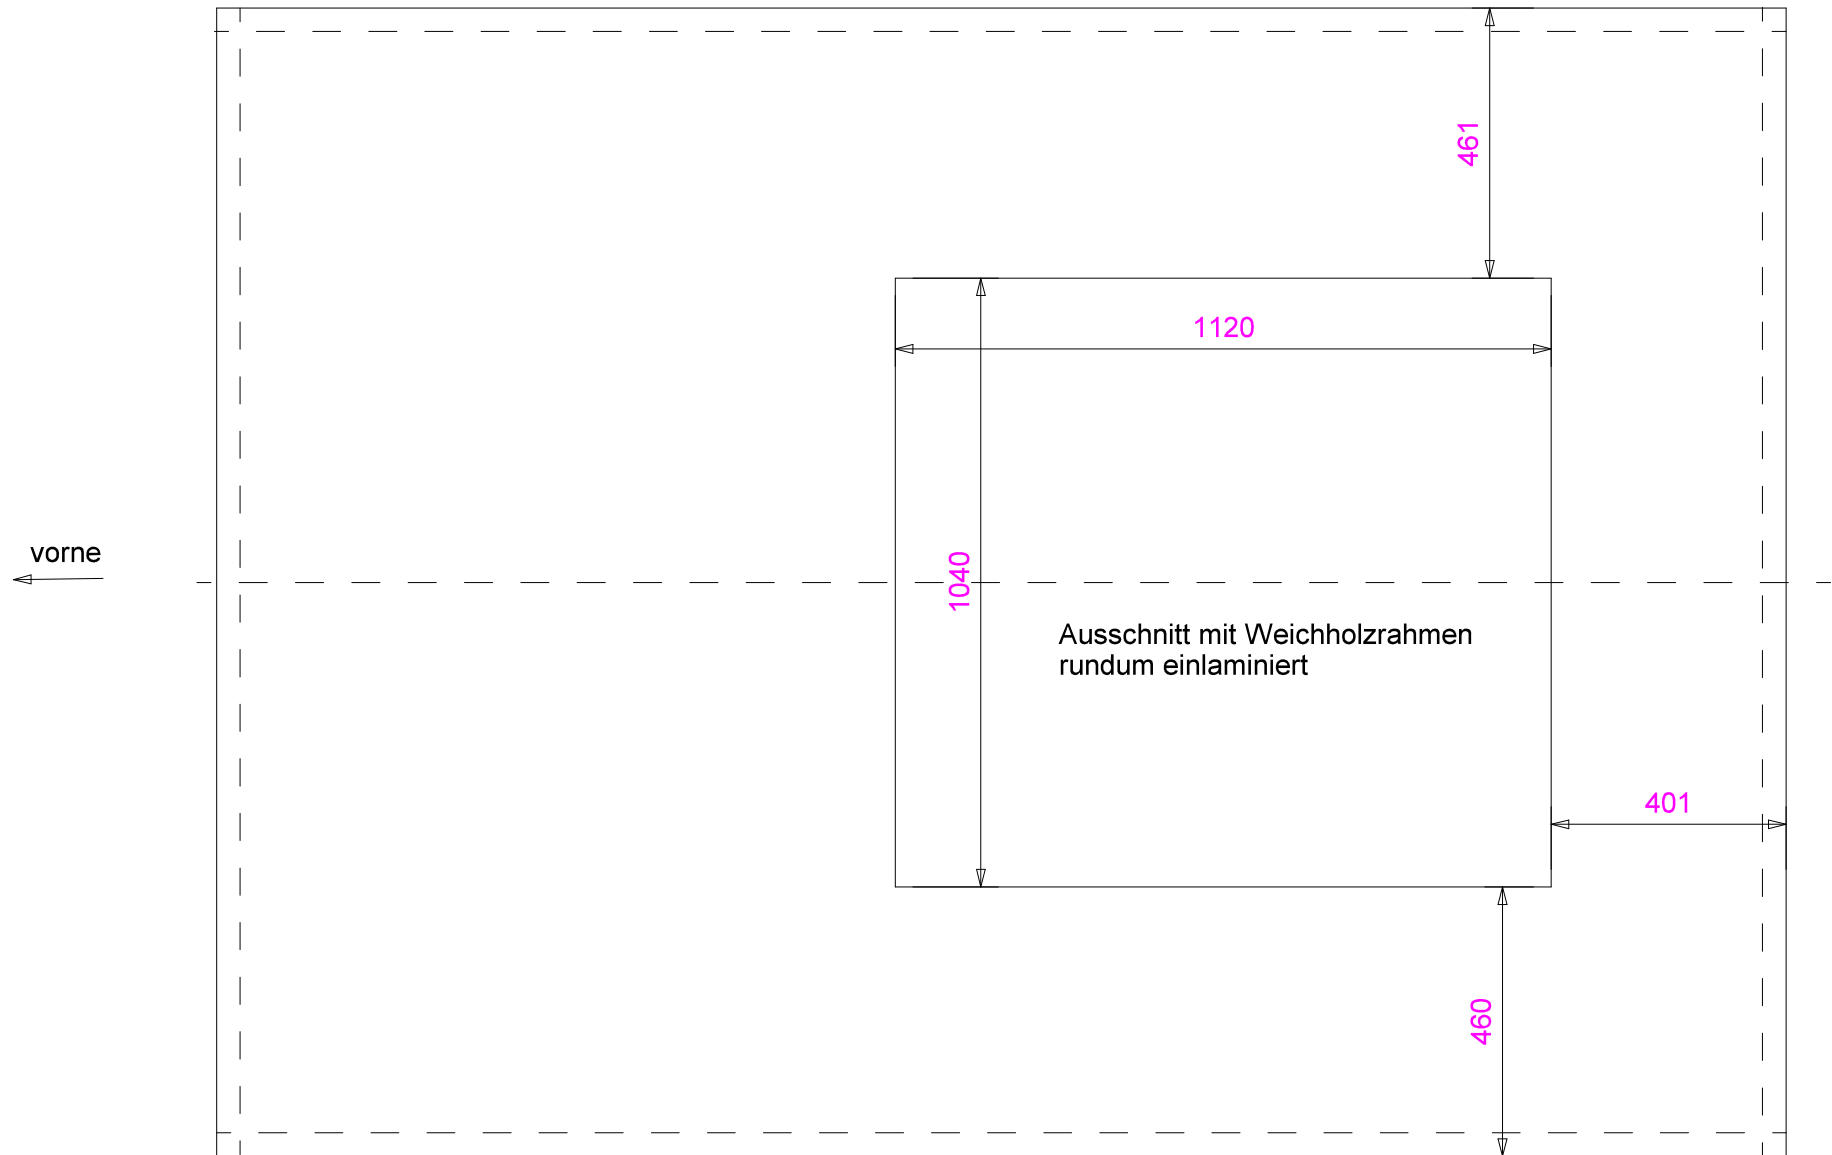 461
1120
vorne
1040
Ausschnitt mit Weichholzrahmen
rundum einlaminiert
401
460